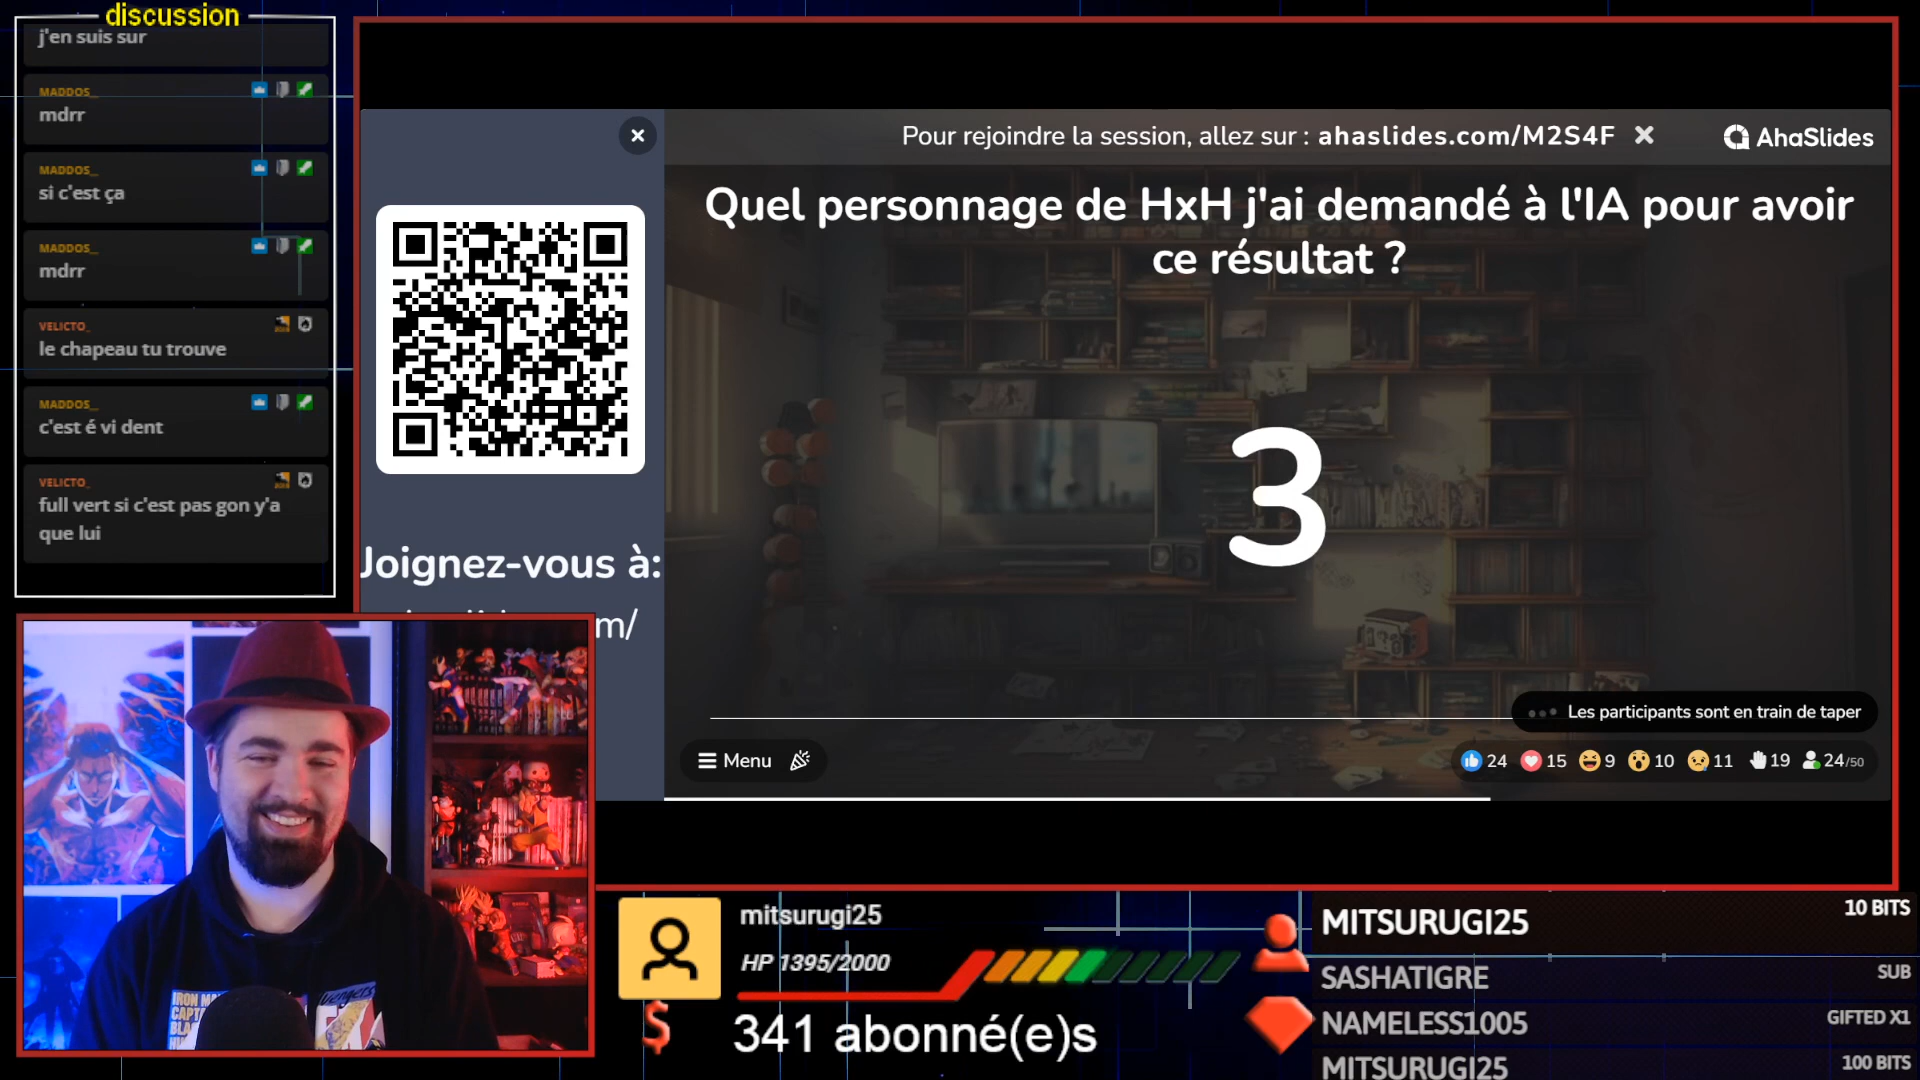 discussion
j'en suis sur
MADDOS_
mdrr
MADDOS_
si c'est ça
MADDOS_
mdrr
VELICTO_
le chapeau tu trouve
MADDOS_
c'est é vi dent
VELICTO_
full vert si c'est pas gon y'a
que lui
Pour rejoindre la session, allez sur : ahaslides.com/M2S4F
AhaSlides
Quel personnage de HxH j'ai demandé à l'IA pour avoir
ce résultat ?
3
Joignez-vous à:
m/
Les participants sont en train de taper
Menu
24 15 9 10 11 19 24/50
IRON MA
CAPT
BLA
mitsurugi25
HP 1395/2000
341 abonné(e)s
MITSURUGI25 10 BITS
SASHATIGRE SUB
NAMELESS1005 GIFTED X1
MITSURUGI25 100 BITS